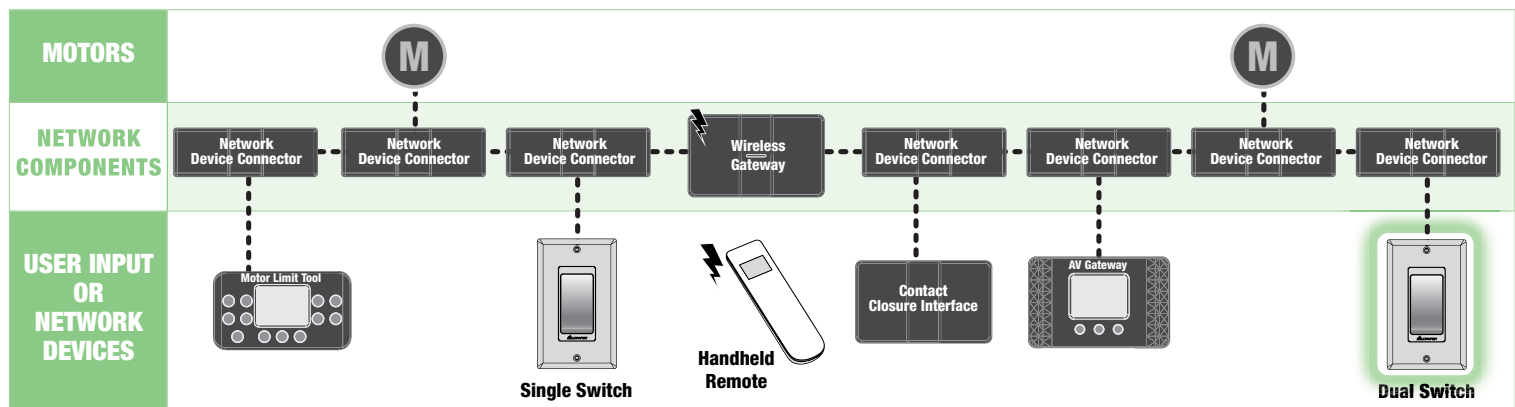 MOTORS
M
M
NETWORK
COMPONENTS
Network
Device Connector
Network
Device Connector
Network
Device Connector
Wireless
Gateway
Network
Device Connector
Network
Device Connector
Network
Device Connector
Network
Device Connector
USER INPUT
OR
NETWORK
DEVICES
Motor Limit Tool
Single Switch
Handheld
Remote
Contact
Closure Interface
AV Gateway
Dual Switch